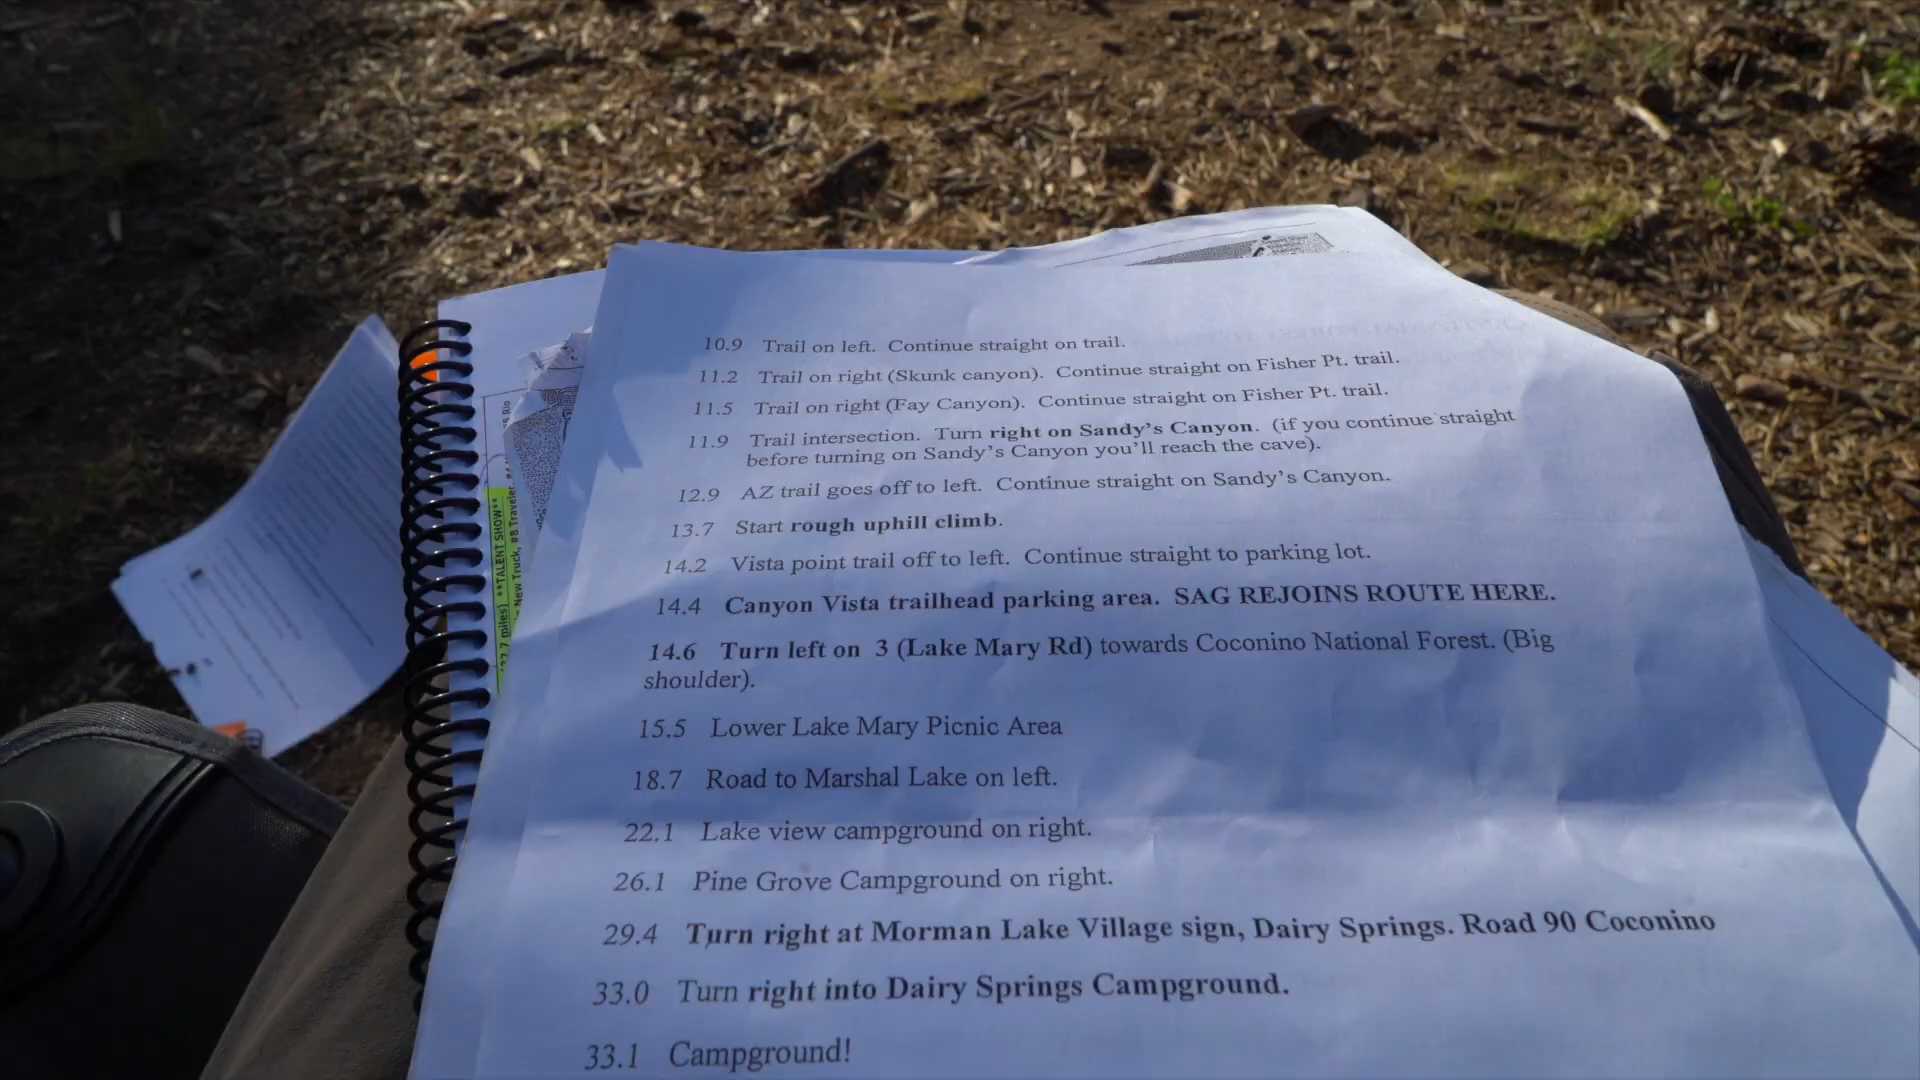 10.9 Trail on left. Continue straight on trail.
11.2 Trail on right (Skunk canyon). Continue straight on Fisher Pt. trail.
11.5 Trail on right (Fay Canyon). Continue straight on Fisher Pt. trail.
11.9 Trail intersection. Turn right on Sandy's Canyon. (if you continue straight
before turning on Sandy's Canyon you'll reach the cave).
12.9 AZ trail goes off to left. Continue straight on Sandy's Canyon.
13.7 Start rough uphill climb.
14.2 Vista point trail off to left. Continue straight to parking lot.
14.4 Canyon Vista trailhead parking area. SAG REJOINS ROUTE HERE.
14.6 Turn left on 3 (Lake Mary Rd) towards Coconino National Forest. (Big
shoulder).
15.5 Lower Lake Mary Picnic Area
18.7 Road to Marshal Lake on left.
22.1 Lake view campground on right.
26.1 Pine Grove Campground on right.
29.4 Turn right at Morman Lake Village sign, Dairy Springs. Road 90 Coconino
33.0 Turn right into Dairy Springs Campground.
33.1 Campground!
miles) **TALENT SHOW**
New Truck, #8 Traveler,